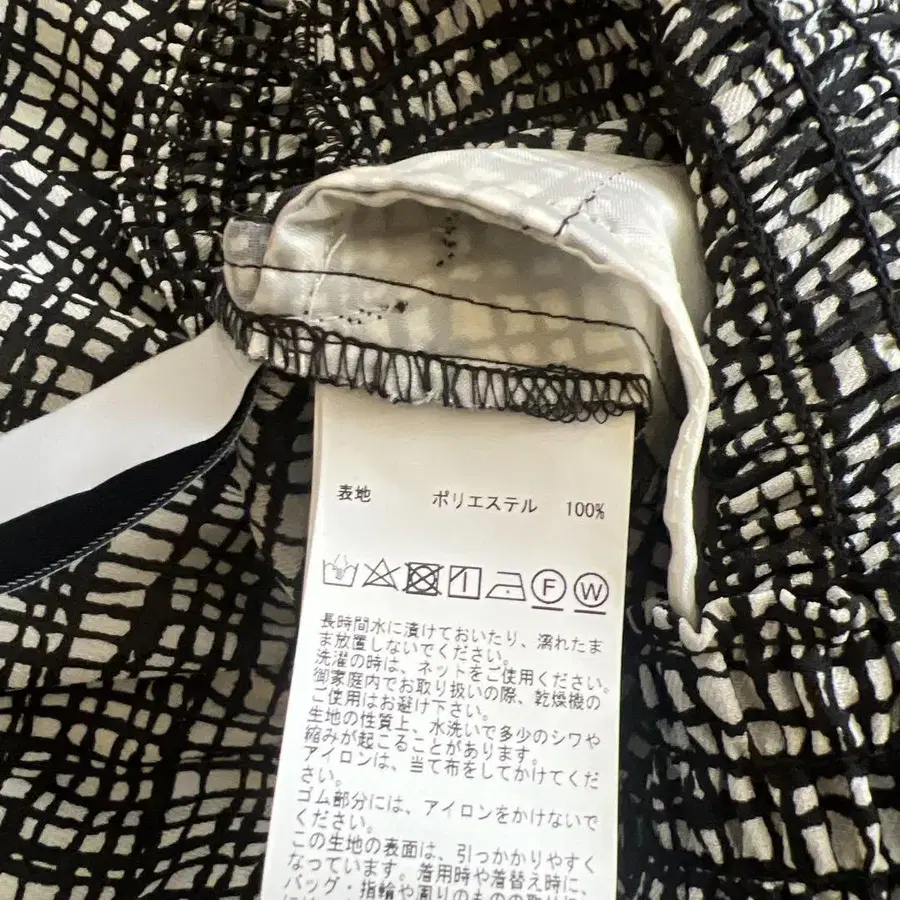 表地 ポリエステル 100%
F W
長時間水に漬けておいたり、濡れたま
ま放置しないでください。
洗濯の時は、ネットをご使用ください。
御家庭内でお取り扱いの際、乾燥機の
ご使用はお避け下さい。
生地の性質上、水洗いで多少のシワや
縮みが起こることがあります。
アイロンは、当て布をしてかけてくだ
さい。
ゴム部分には、アイロンをかけないで
ください。
この生地の表面は、引っかかりやすく
なっています。着用時や着替え時に、
バッグ・指輪や周りのものの取り